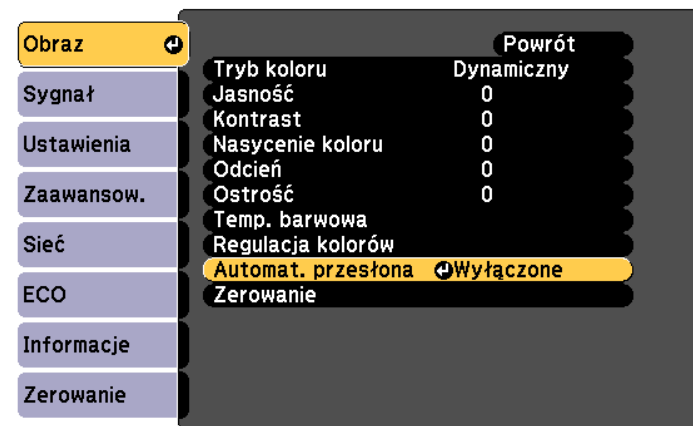 Obraz
Sygnał
Ustawienia
Zaawansow.
Sieć
ECO
Informacje
Zerowanie
Powrót
Tryb koloru Dynamiczny
Jasność 0
Kontrast 0
Nasycenie koloru 0
Odcień 0
Ostrość 0
Temp. barwowa
Regulacja kolorów
Automat. przesłona Wyłączone
Zerowanie